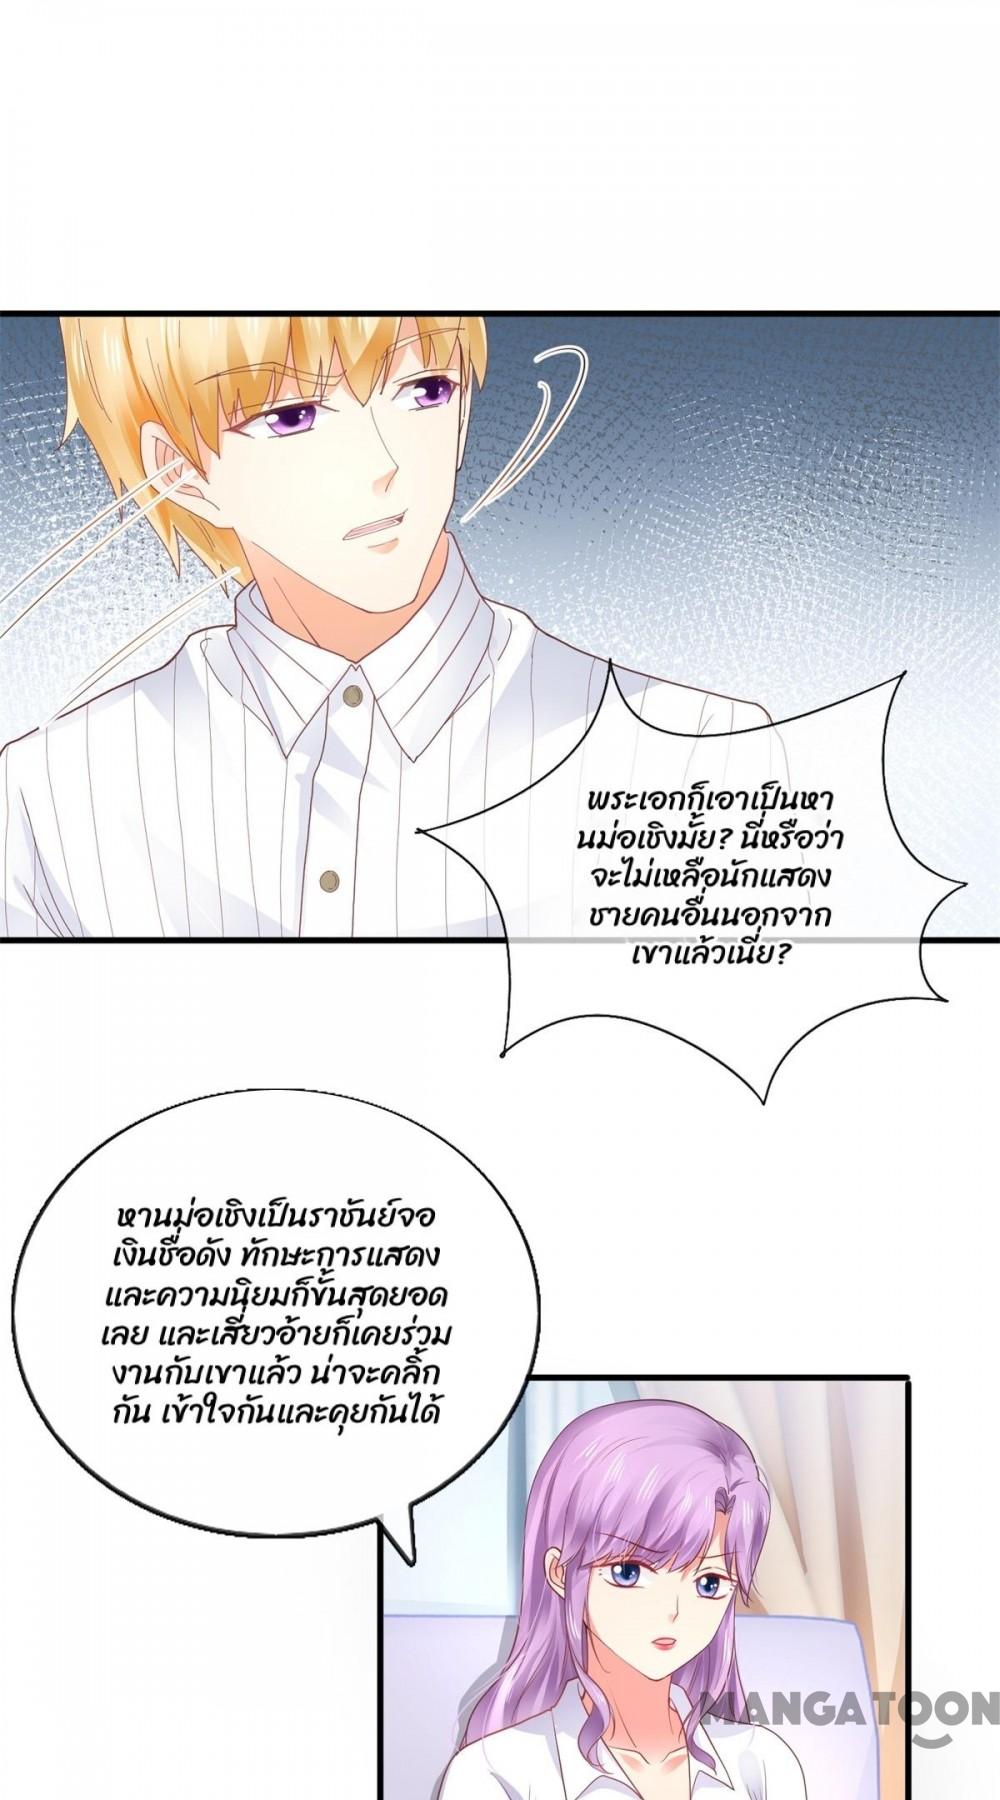 พระเอกก็เอาเป็นหา
นม่อเชิงมั้ย? นี่หรือว่า
จะไม่เหลือนักแสดง
ชายคนอื่นนอกจาก
เขาแล้วเนี่ย?
หานม่อเชิงเป็นราชันย์จอ
เงินชื่อดัง ทักษะการแสดง
และความนิยมก็ขั้นสุดยอด
เลย และเสี่ยวอ้ายก็เคยร่วม
งานกับเขาแล้ว น่าจะคลิ้ก
กัน เข้าใจกันและคุยกันได้
MANGATOON